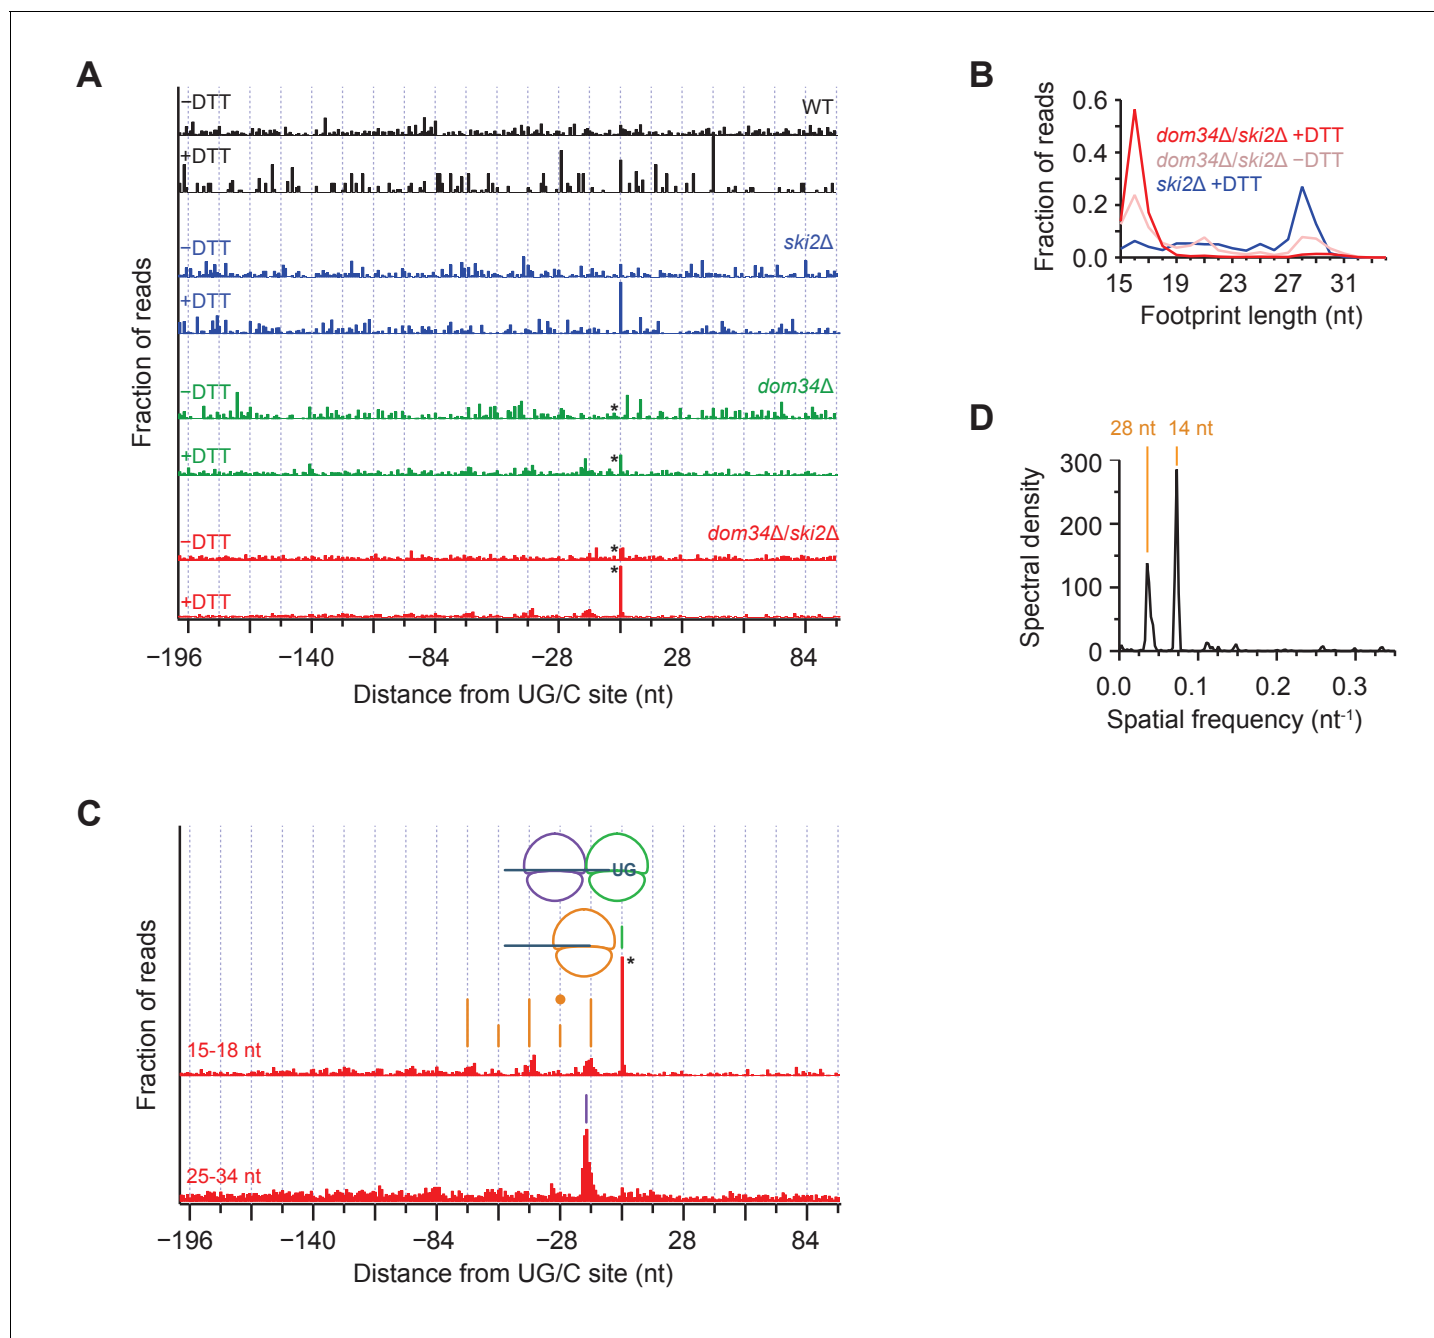 A
−DTT
WT
+DTT
−DTT
ski2Δ
+DTT
−DTT
dom34Δ
*
+DTT
*
−DTT
dom34Δ/ski2Δ
*
+DTT
*
Fraction of reads
−196 −140 −84 −28 28 84
Distance from UG/C site (nt)
B
0.6
0.4
0.2
0.0
Fraction of reads
dom34Δ/ski2Δ +DTT
dom34Δ/ski2Δ −DTT
ski2Δ +DTT
15 19 23 27 31
Footprint length (nt)
D
28 nt 14 nt
300
200
100
0
Spectral density
0.0 0.1 0.2 0.3
Spatial frequency (nt-1)
C
UG
*
15-18 nt
25-34 nt
Fraction of reads
−196 −140 −84 −28 28 84
Distance from UG/C site (nt)